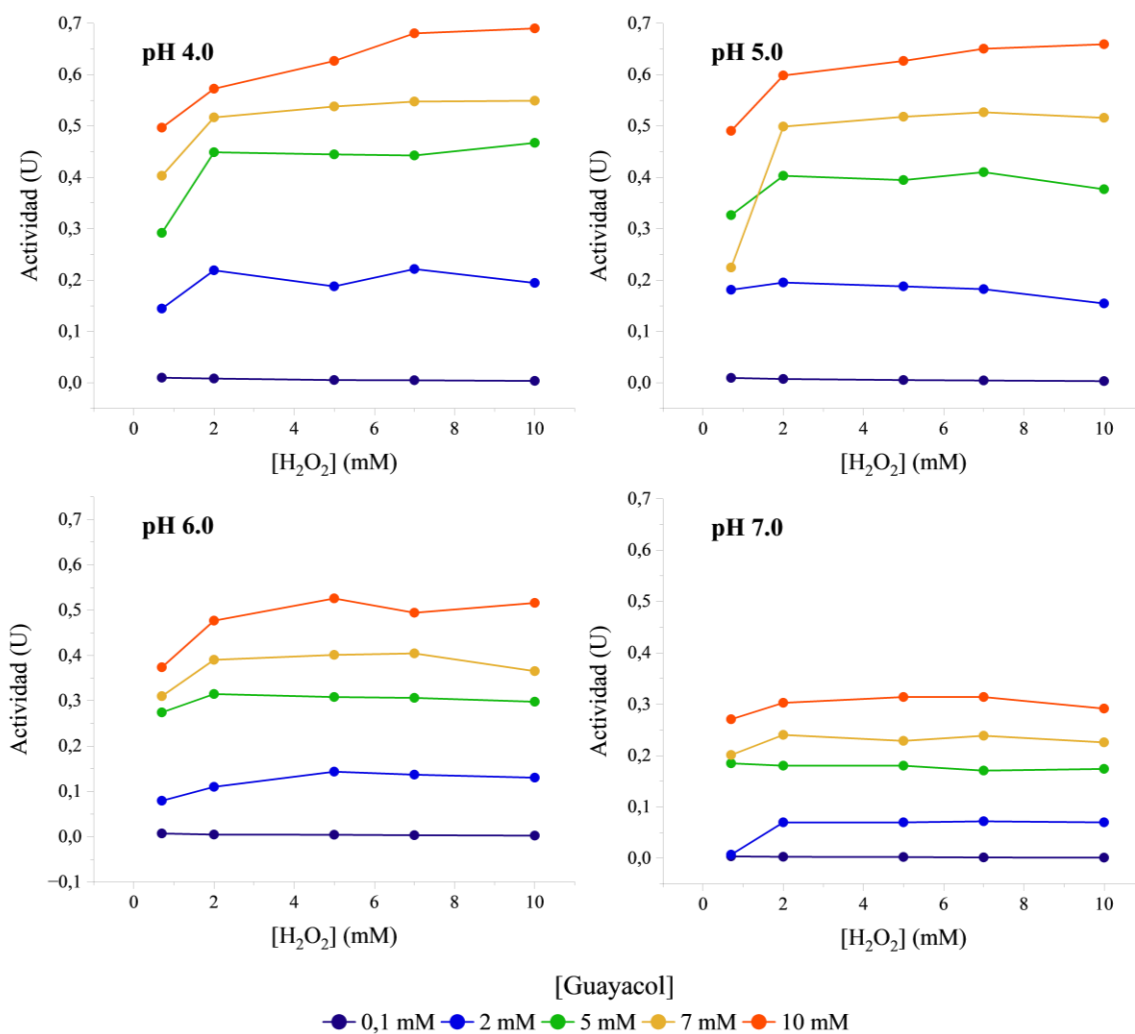 pH 4.0
Actividad (U)
0,7
0,6
0,5
0,4
0,3
0,2
0,1
0,0
0 2 4 6 8 10
[H₂O₂] (mM)
pH 5.0
Actividad (U)
0,7
0,6
0,5
0,4
0,3
0,2
0,1
0,0
0 2 4 6 8 10
[H₂O₂] (mM)
pH 6.0
Actividad (U)
0,7
0,6
0,5
0,4
0,3
0,2
0,1
0,0
−0,1
0 2 4 6 8 10
[H₂O₂] (mM)
pH 7.0
Actividad (U)
0,7
0,6
0,5
0,4
0,3
0,2
0,1
0,0
0 2 4 6 8 10
[H₂O₂] (mM)
[Guayacol]
0,1 mM 2 mM 5 mM 7 mM 10 mM